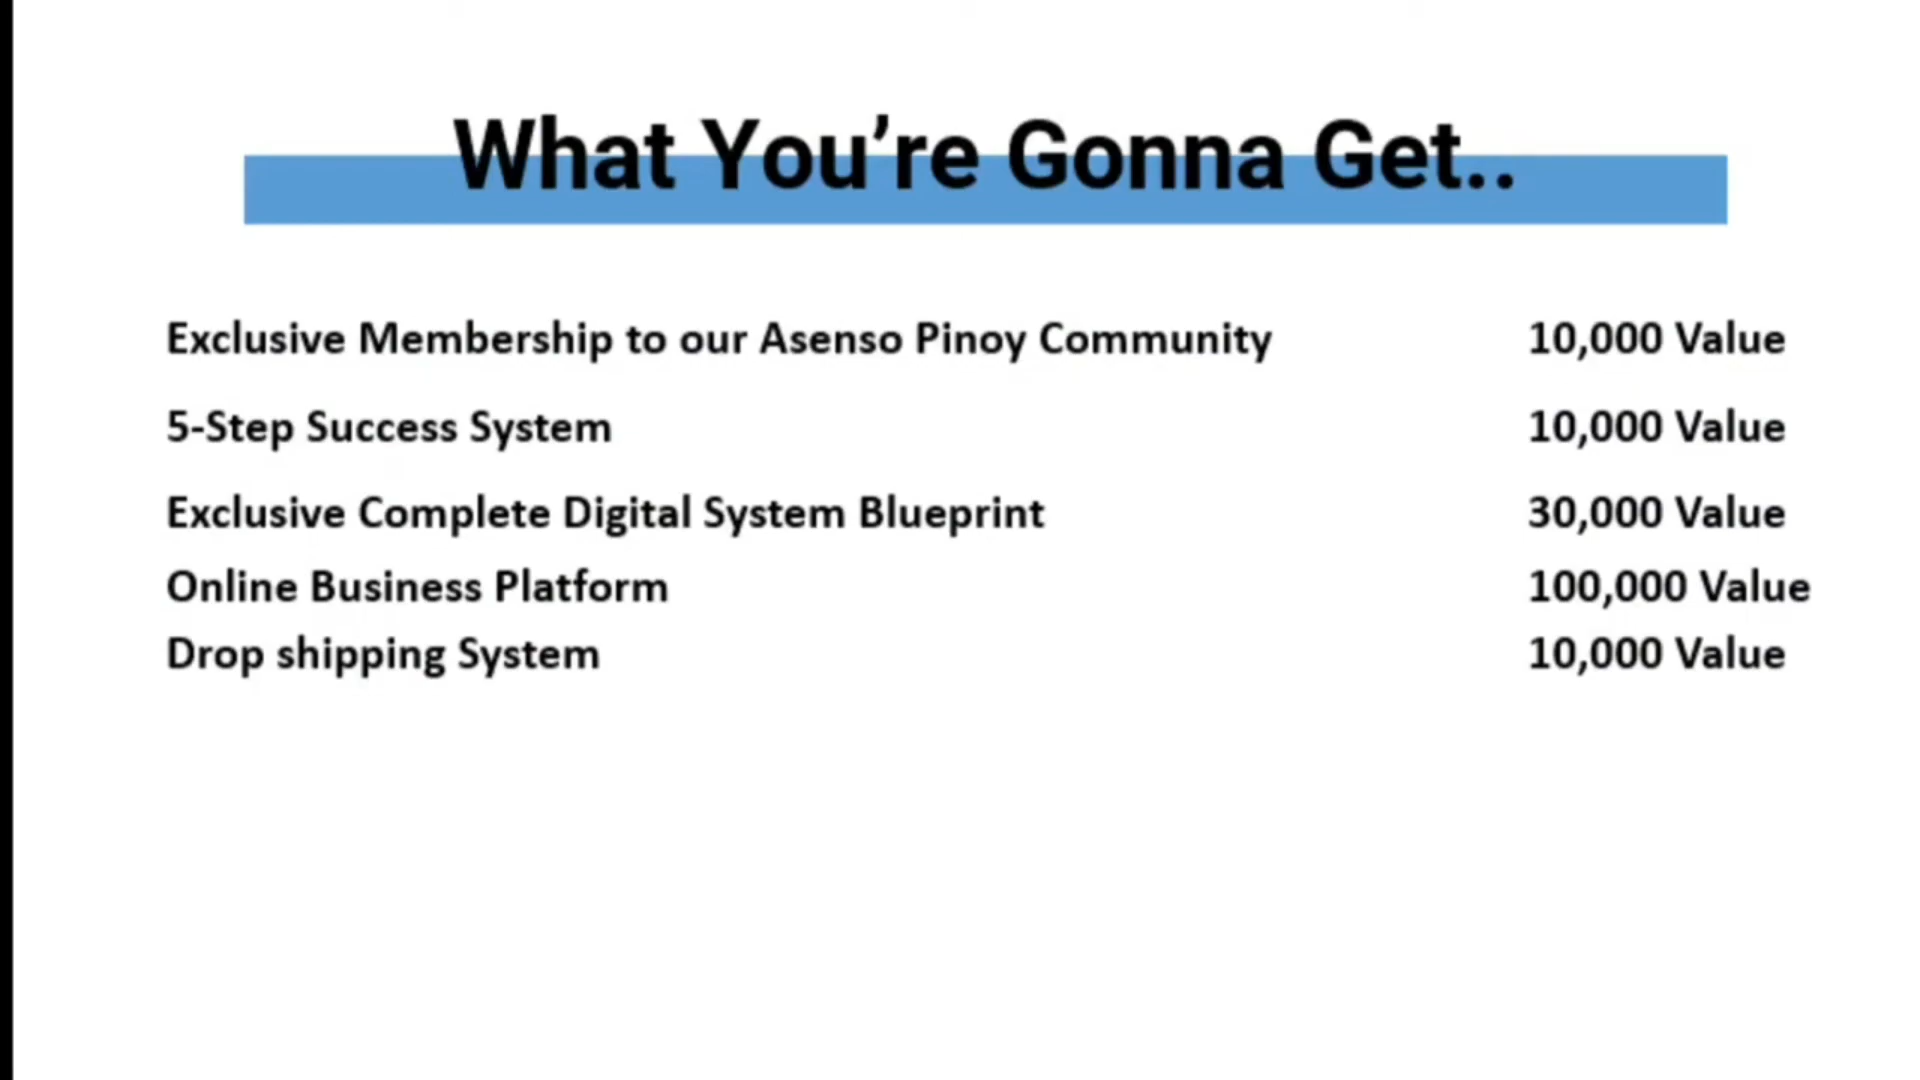 What You’re Gonna Get..
Exclusive Membership to our Asenso Pinoy Community 10,000 Value
5-Step Success System 10,000 Value
Exclusive Complete Digital System Blueprint 30,000 Value
Online Business Platform 100,000 Value
Drop shipping System 10,000 Value